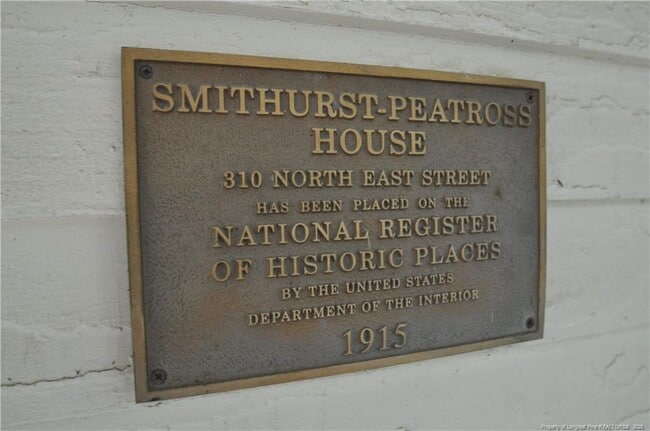 SMITHURST-PEATROSS
HOUSE
310 NORTH EAST STREET
HAS BEEN PLACED ON THE
NATIONAL REGISTER
OF HISTORIC PLACES
BY THE UNITED STATES
DEPARTMENT OF THE INTERIOR
1915